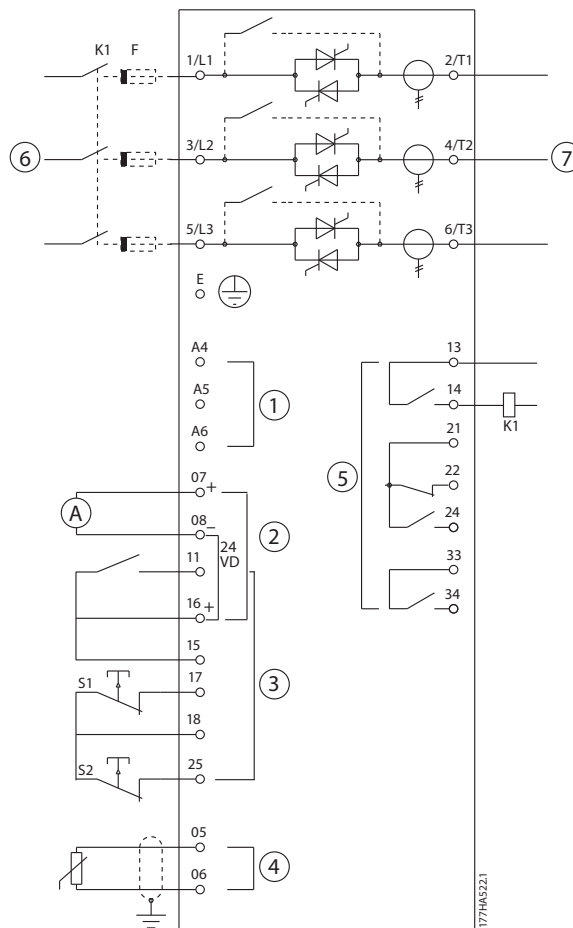 K1 F 1/L1 2/T1
6 3/L2 4/T2 7
5/L3 6/T3
E
A4 13
A5 1 14
A6 K1
21
07 + 5 22
A 08 − 2 24
24
VD
11 33
16 + 34
15
S1 17 3
18
S2 25
05
4
06
177HA522.1